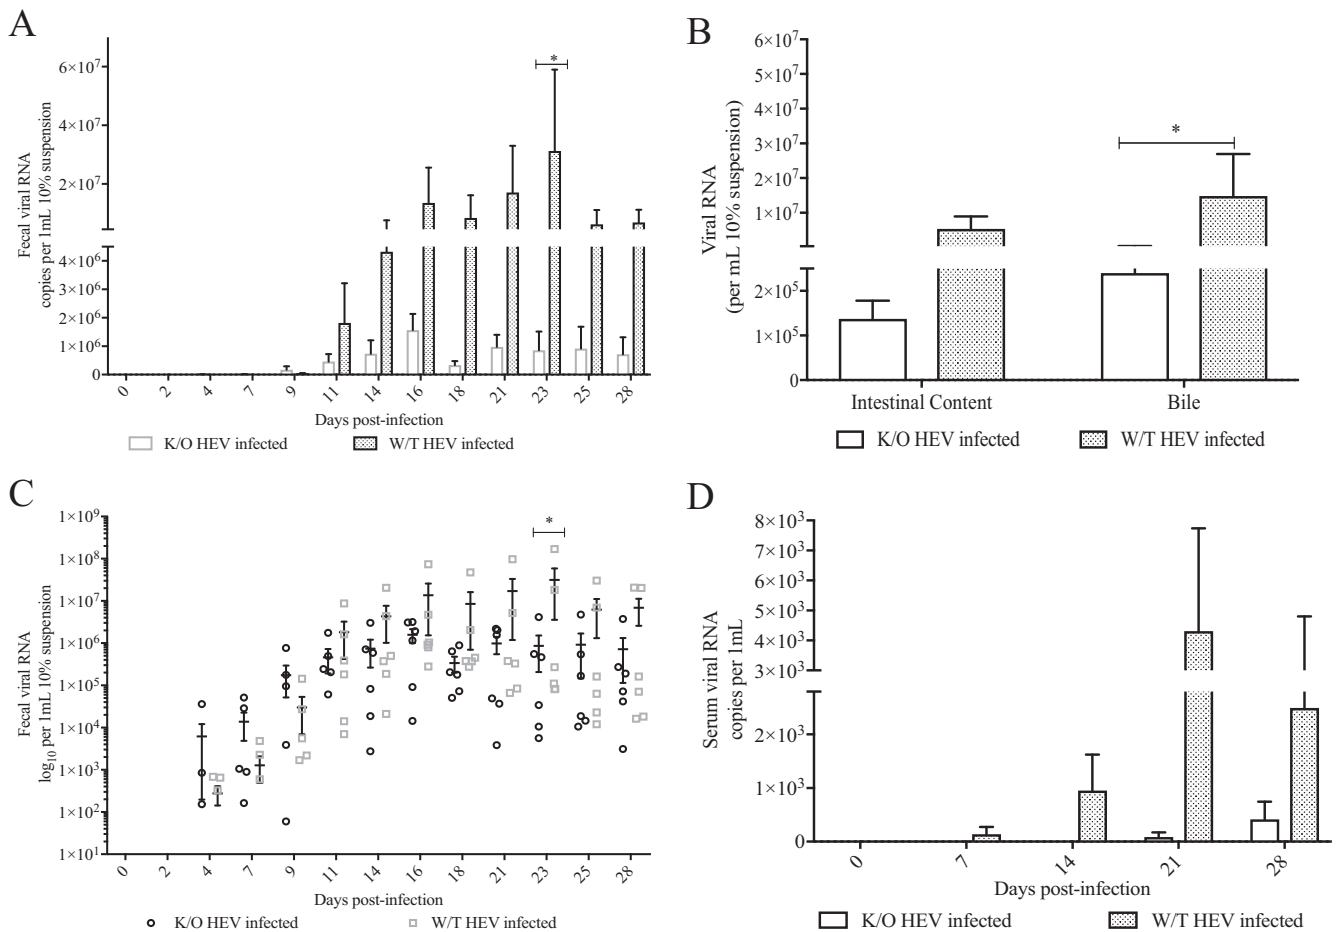 A
Fecal viral RNA
copies per 1mL 10% suspension
6×10⁷
4×10⁷
2×10⁷
4×10⁶
3×10⁶
2×10⁶
1×10⁶
0
*
0 2 4 7 9 11 14 16 18 21 23 25 28
Days post-infection
K/O HEV infected W/T HEV infected
B
Viral RNA
(per mL 10% suspension)
6×10⁷
5×10⁷
4×10⁷
3×10⁷
2×10⁷
1×10⁷
2×10⁵
1×10⁵
0
*
Intestinal Content Bile
K/O HEV infected W/T HEV infected
C
Fecal viral RNA
log₁₀ per 1mL 10% suspension
1×10⁹
1×10⁸
1×10⁷
1×10⁶
1×10⁵
1×10⁴
1×10³
1×10²
1×10¹
*
0 2 4 7 9 11 14 16 18 21 23 25 28
Days post-infection
K/O HEV infected W/T HEV infected
D
Serum viral RNA
copies per 1mL
8×10³
7×10³
6×10³
5×10³
4×10³
3×10³
2×10³
1×10³
0
0 7 14 21 28
Days post-infection
K/O HEV infected W/T HEV infected